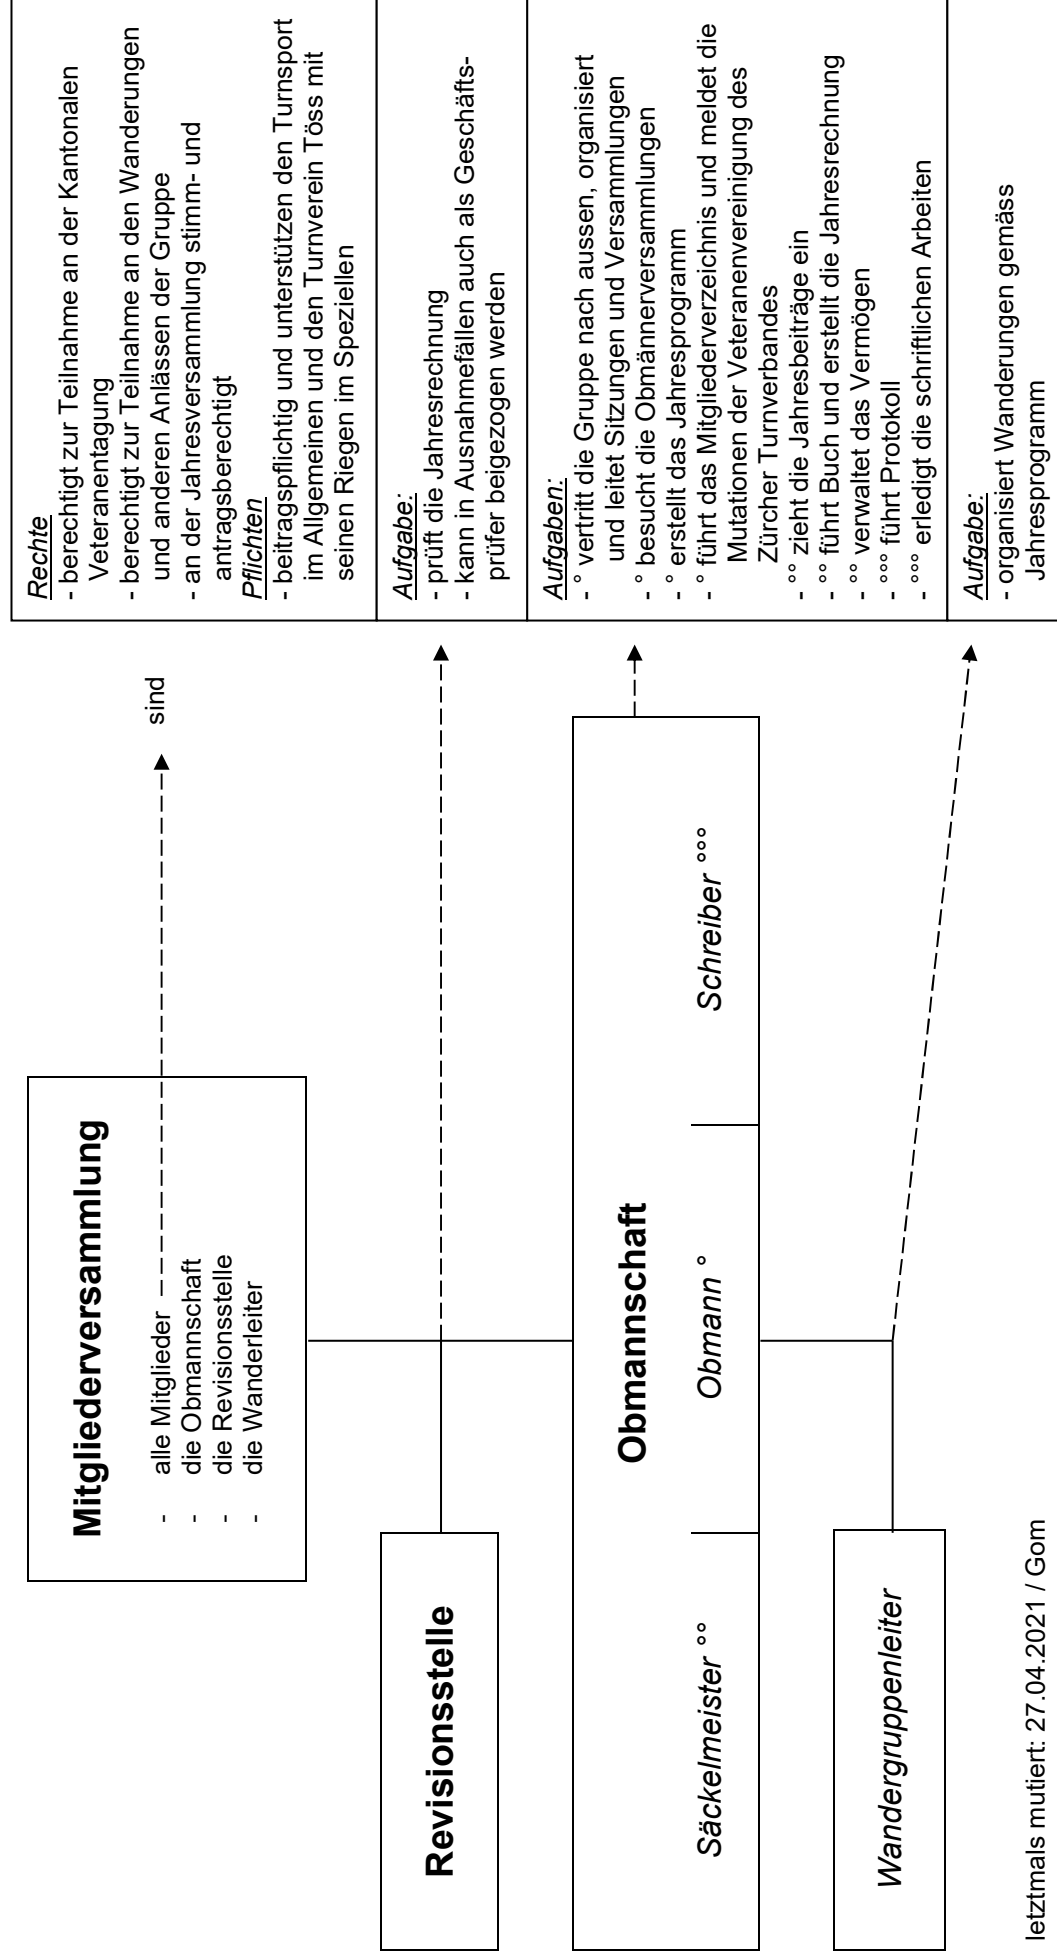 Mitgliederversammlung
- alle Mitglieder
- die Obmannschaft
- die Revisionsstelle
- die Wanderleiter
sind
Rechte
- berechtigt zur Teilnahme an der Kantonalen
Veteranentagung
- berechtigt zur Teilnahme an den Wanderungen
und anderen Anlässen der Gruppe
- an der Jahresversammlung stimm- und
antragsberechtigt
Pflichten
- beitragspflichtig und unterstützen den Turnsport
im Allgemeinen und den Turnverein Töss mit
seinen Riegen im Speziellen
Revisionsstelle
Aufgabe:
- prüft die Jahresrechnung
- kann in Ausnahmefällen auch als Geschäfts-
prüfer beigezogen werden
Obmannschaft
Säckelmeister °°
Obmann °
Schreiber °°°
Aufgaben:
- ° vertritt die Gruppe nach aussen, organisiert
und leitet Sitzungen und Versammlungen
- ° besucht die Obmännerversammlungen
- ° erstellt das Jahresprogramm
- ° führt das Mitgliederverzeichnis und meldet die
Mutationen der Veteranenvereinigung des
Zürcher Turnverbandes
- °° zieht die Jahresbeiträge ein
- °° führt Buch und erstellt die Jahresrechnung
- °° verwaltet das Vermögen
- °°° führt Protokoll
- °°° erledigt die schriftlichen Arbeiten
Wandergruppenleiter
Aufgabe:
- organisiert Wanderungen gemäss
Jahresprogramm
letztmals mutiert: 27.04.2021 / Gom